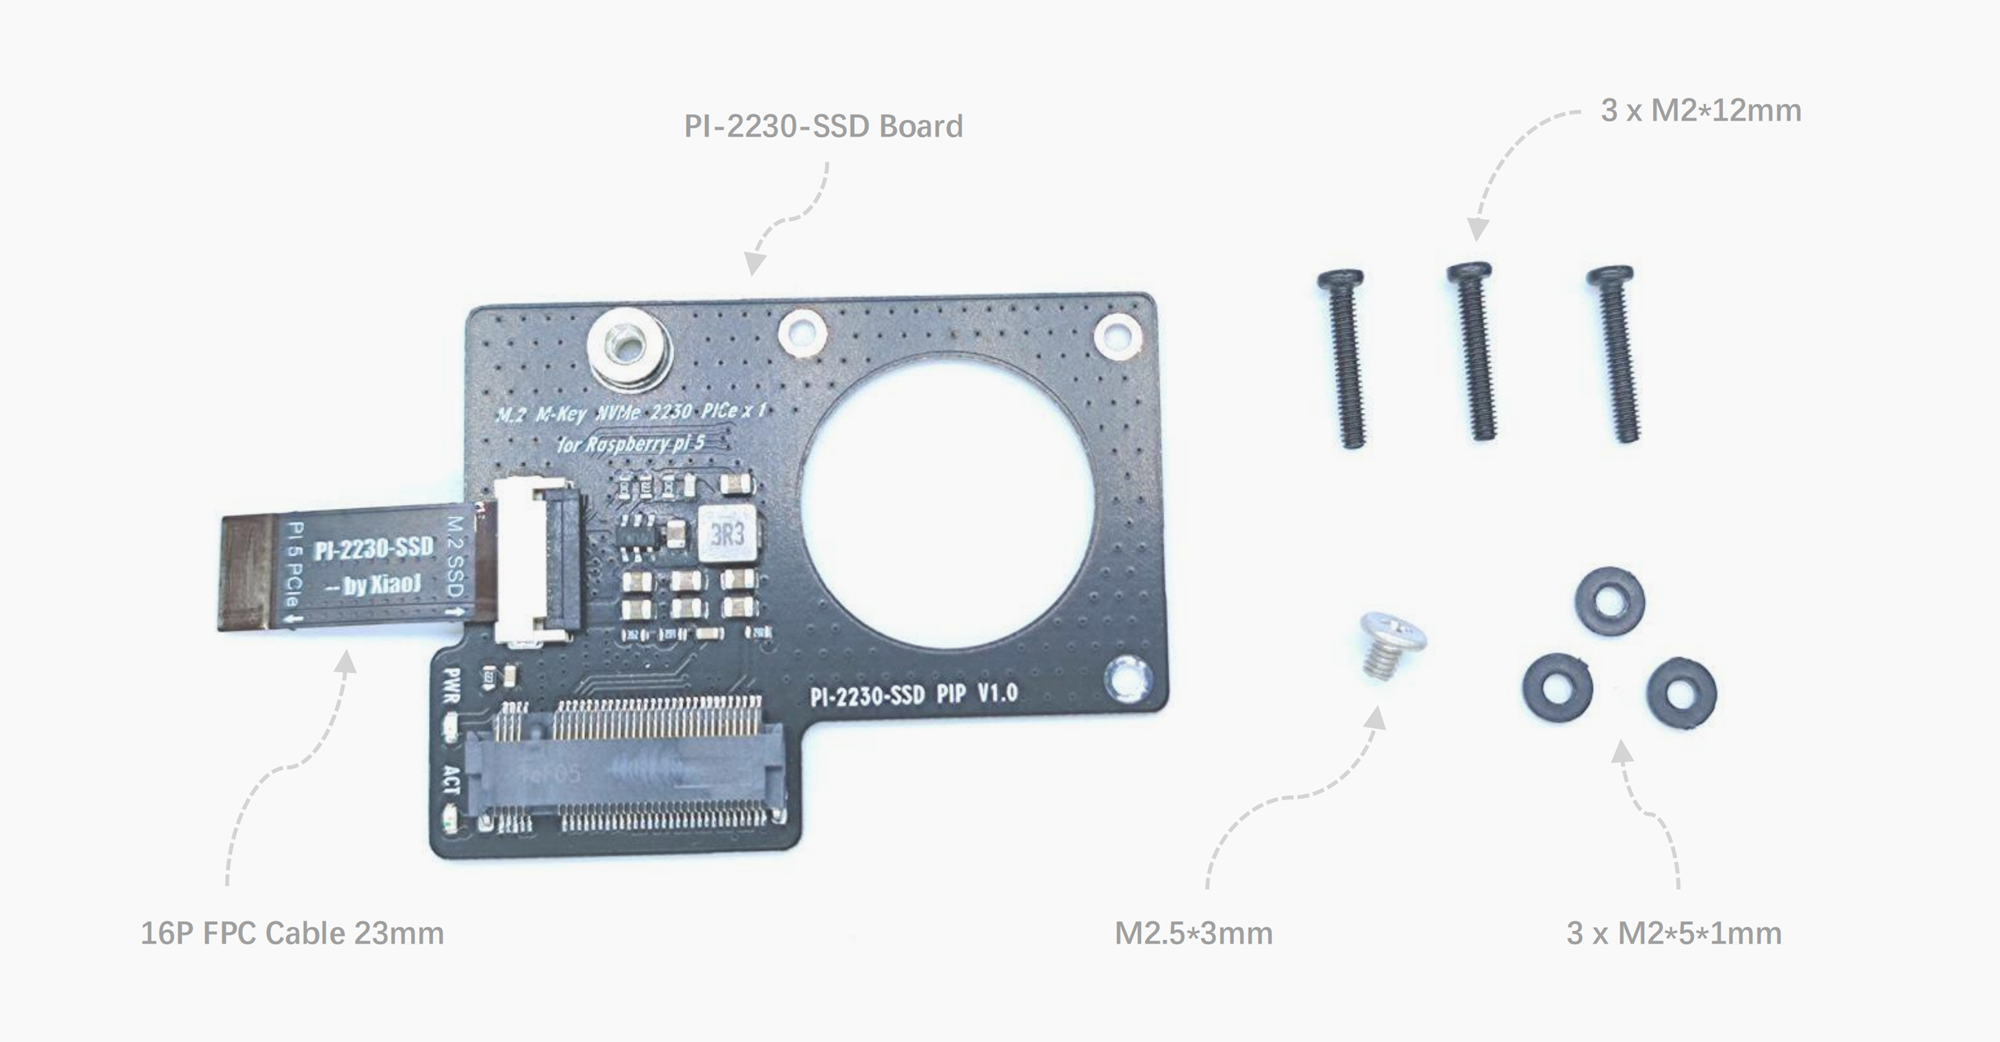 PI-2230-SSD Board
3 x M2*12mm
M.2 M-Key NVMe 2230 PICe x 1
for Raspberry pi 5
3R3
PI 5 PCIe
PI-2230-SSD
-- by XiaoJ
M.2 SSD
PWR
PI-2230-SSD PIP V1.0
ACT
16P FPC Cable 23mm
M2.5*3mm
3 x M2*5*1mm